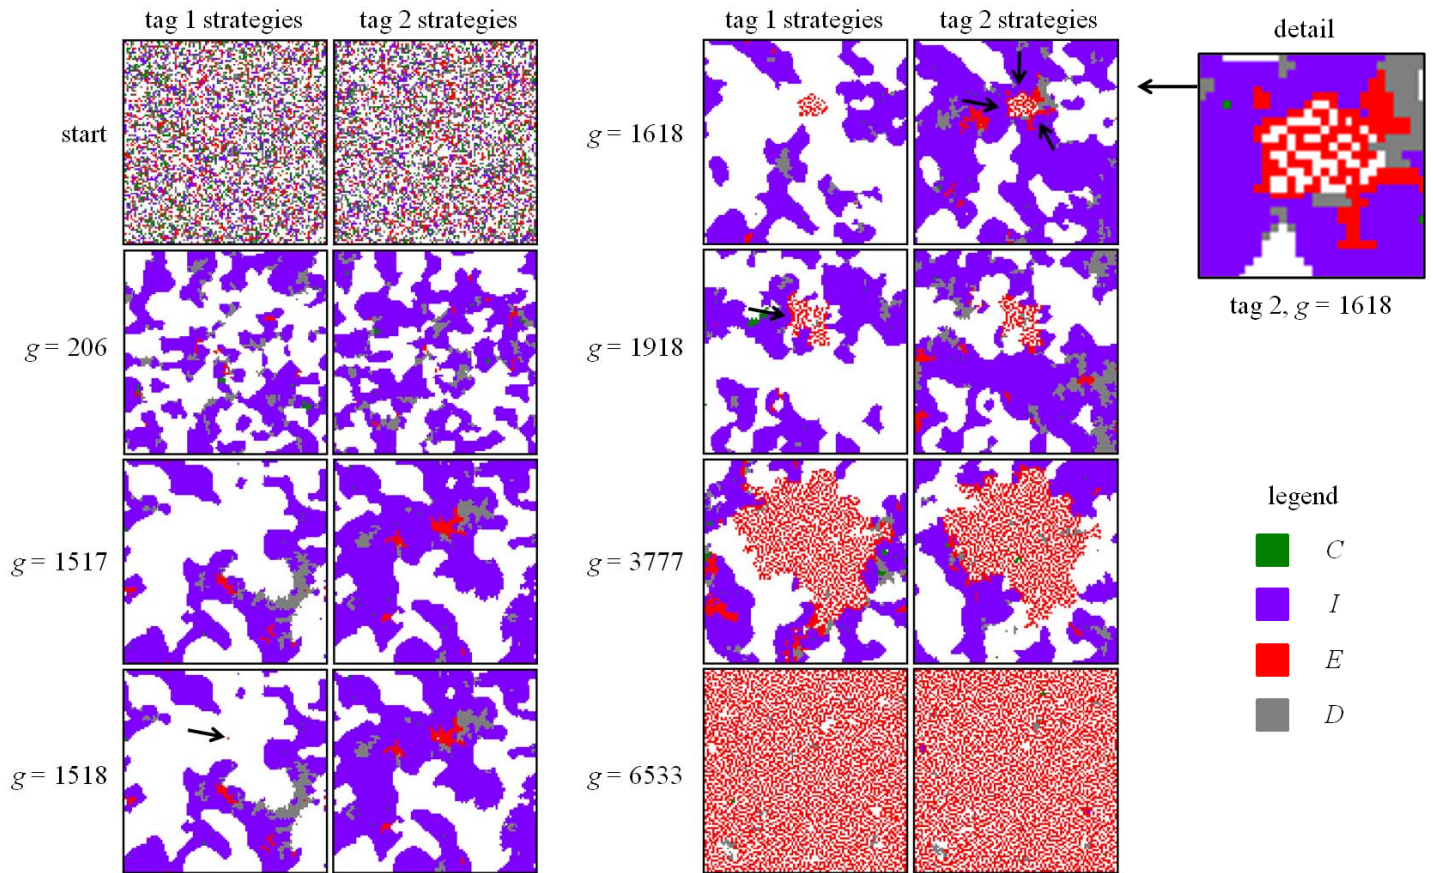 tag 1 strategies
tag 2 strategies
tag 1 strategies
tag 2 strategies
detail
start
g = 206
g = 1517
g = 1518
g = 1618
g = 1918
g = 3777
g = 6533
tag 2, g = 1618
legend
C
I
E
D